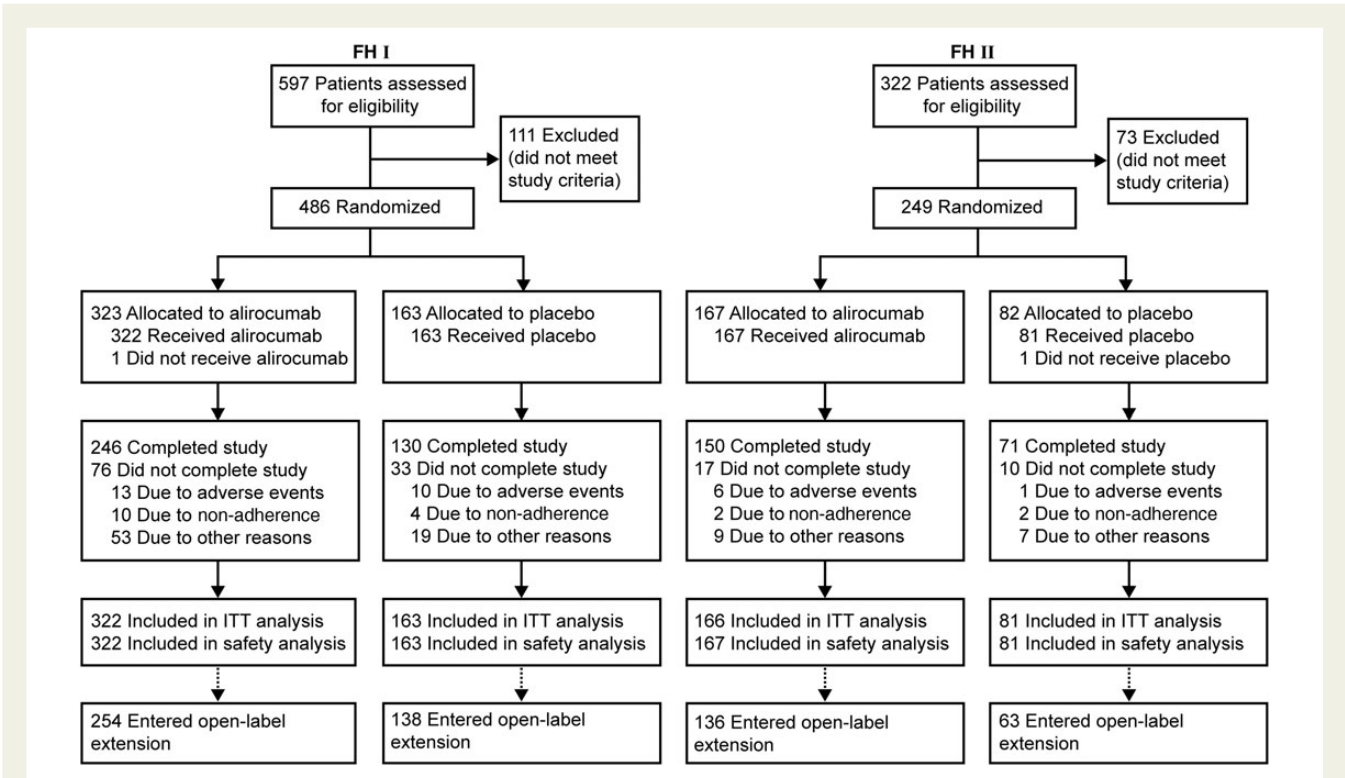 FH I
597 Patients assessed
for eligibility
111 Excluded
(did not meet
study criteria)
486 Randomized
323 Allocated to alirocumab
322 Received alirocumab
1 Did not receive alirocumab
163 Allocated to placebo
163 Received placebo
246 Completed study
76 Did not complete study
13 Due to adverse events
10 Due to non-adherence
53 Due to other reasons
130 Completed study
33 Did not complete study
10 Due to adverse events
4 Due to non-adherence
19 Due to other reasons
322 Included in ITT analysis
322 Included in safety analysis
163 Included in ITT analysis
163 Included in safety analysis
254 Entered open-label
extension
138 Entered open-label
extension
FH II
322 Patients assessed
for eligibility
73 Excluded
(did not meet
study criteria)
249 Randomized
167 Allocated to alirocumab
167 Received alirocumab
82 Allocated to placebo
81 Received placebo
1 Did not receive placebo
150 Completed study
17 Did not complete study
6 Due to adverse events
2 Due to non-adherence
9 Due to other reasons
71 Completed study
10 Did not complete study
1 Due to adverse events
2 Due to non-adherence
7 Due to other reasons
166 Included in ITT analysis
167 Included in safety analysis
81 Included in ITT analysis
81 Included in safety analysis
136 Entered open-label
extension
63 Entered open-label
extension